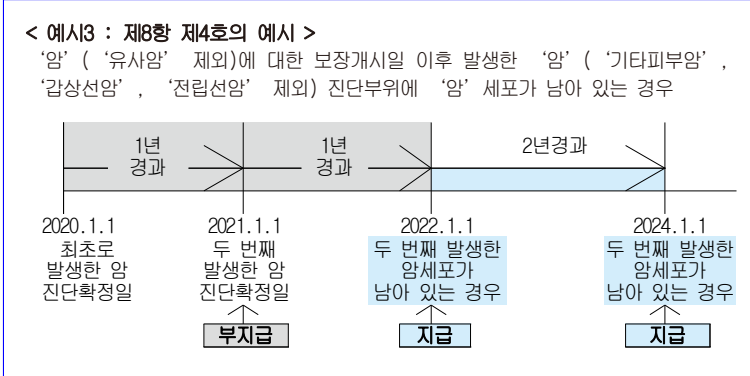 < 예시3 : 제8항 제4호의 예시 >
‘암’ ( ‘유사암’ 제외)에 대한 보장개시일 이후 발생한 ‘암’ ( ‘기타피부암’ ,
‘갑상선암’ , ‘전립선암’ 제외) 진단부위에 ‘암’ 세포가 남아 있는 경우
1년
경과
1년
경과
2년경과
2020.1.1
최초로
발생한 암
진단확정일
2021.1.1
두 번째
발생한 암
진단확정일
부지급
2022.1.1
두 번째 발생한
암세포가
남아 있는 경우
지급
2024.1.1
두 번째 발생한
암세포가
남아 있는 경우
지급